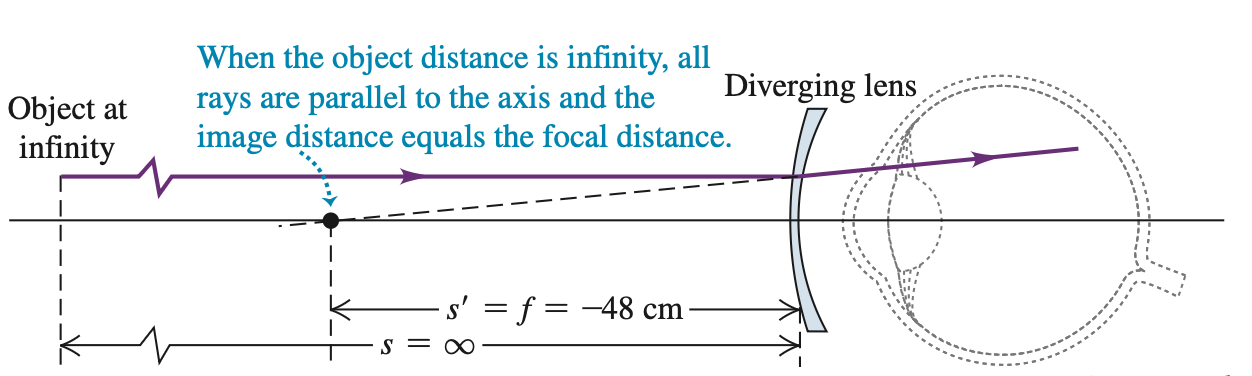 When the object distance is infinity, all
rays are parallel to the axis and the
image distance equals the focal distance.
Diverging lens
Object at
infinity
s′ = f = −48 cm
s = ∞